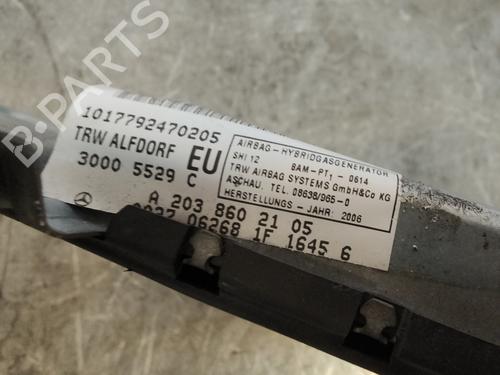 B-PARTS
1017792470205
TRW ALFDORF EU
3000 5529 C
A 203 860 21 05
06268 1F 1645 6
AIRBAG-HYBRIDGASGENERATOR
SHI 12 BAM-PT1-0614
TRW AIRBAG SYSTEMS GmbH&Co KG
ASCHAU, TEL. 08638/965-0
HERSTELLUNGS-JAHR: 2006